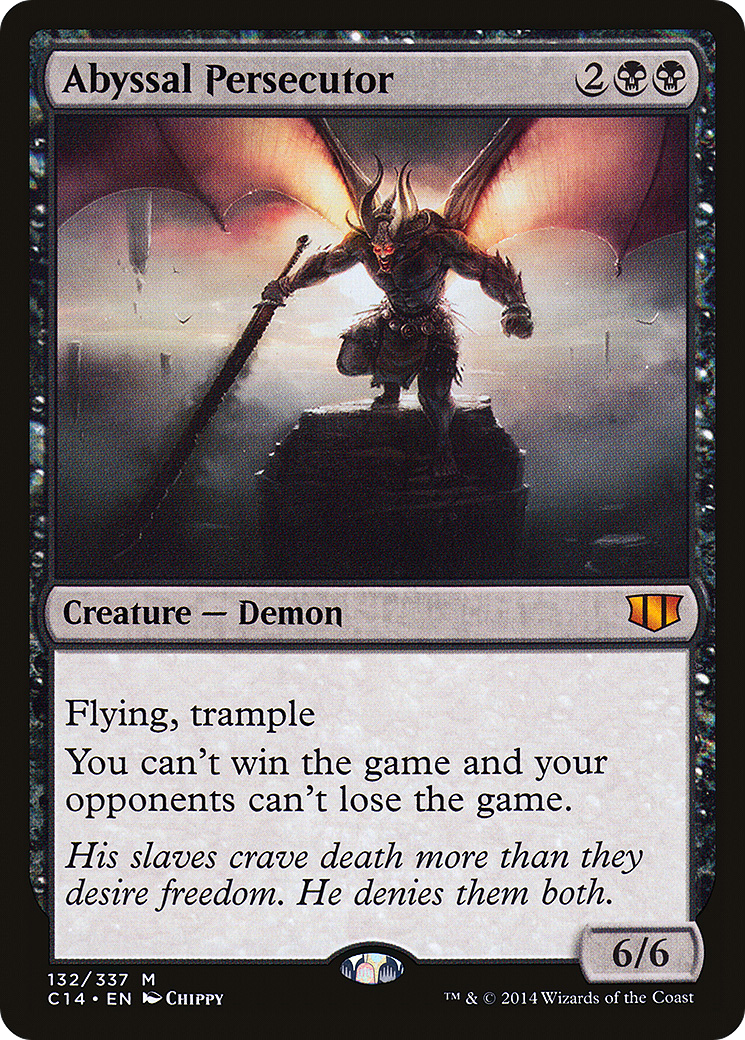 Abyssal Persecutor 2
Creature — Demon
Flying, trample
You can't win the game and your
opponents can't lose the game.
His slaves crave death more than they
desire freedom. He denies them both.
6/6
132/337 M
C14 • EN Chippy
™ & © 2014 Wizards of the Coast